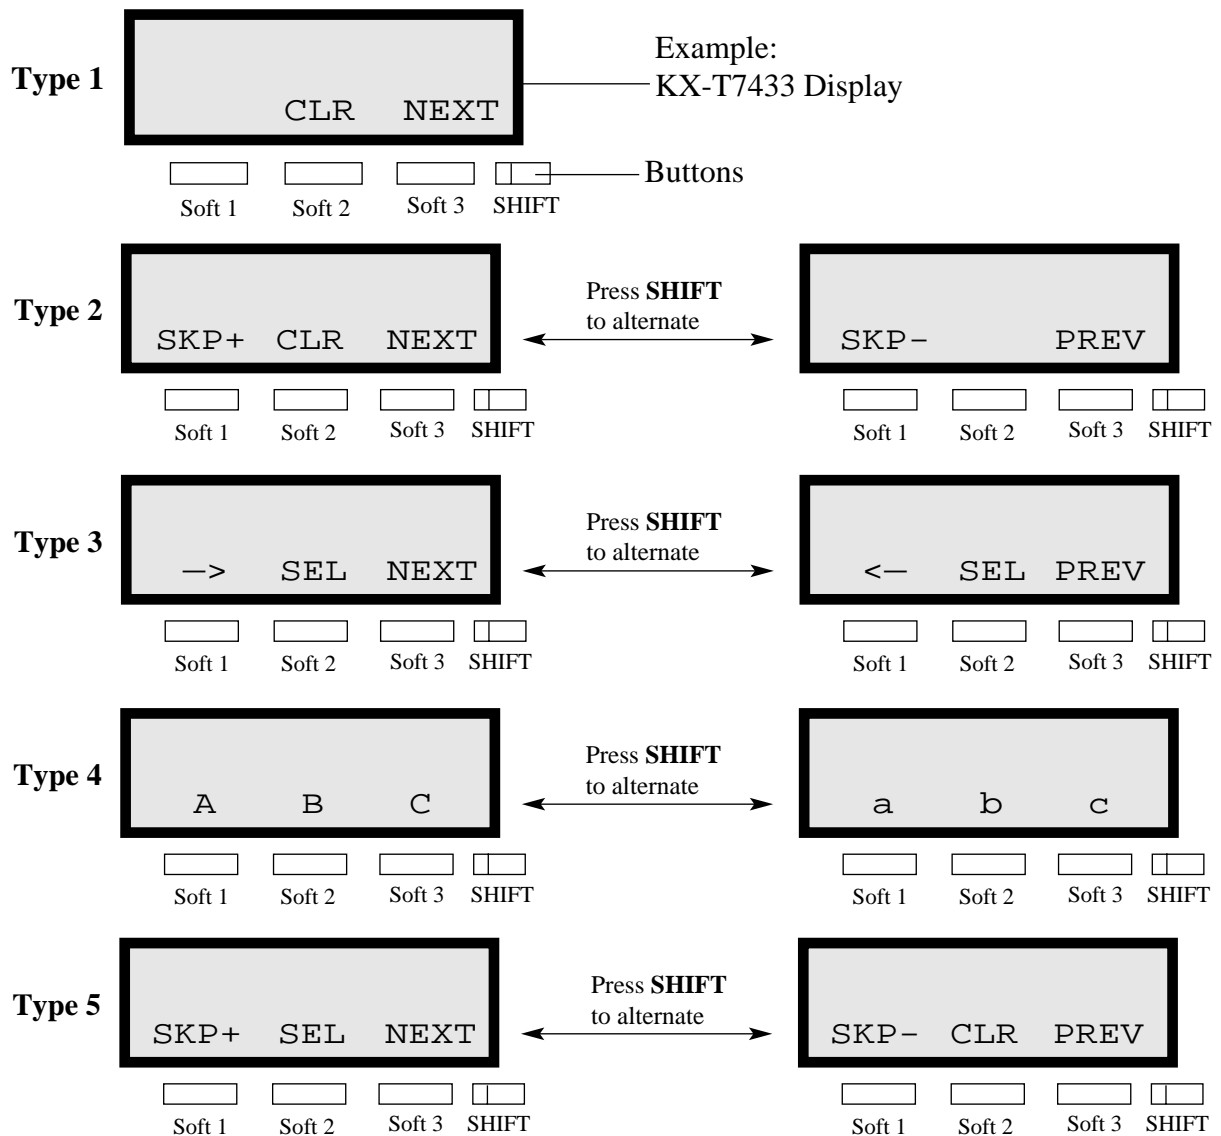 Type 1
CLR NEXT
Example:
KX-T7433 Display
Buttons
Soft 1 Soft 2 Soft 3 SHIFT
Type 2
SKP+ CLR NEXT
Press SHIFT
to alternate
SKP- PREV
Soft 1 Soft 2 Soft 3 SHIFT
Soft 1 Soft 2 Soft 3 SHIFT
Type 3
—> SEL NEXT
Press SHIFT
to alternate
<— SEL PREV
Soft 1 Soft 2 Soft 3 SHIFT
Soft 1 Soft 2 Soft 3 SHIFT
Type 4
A B C
Press SHIFT
to alternate
a b c
Soft 1 Soft 2 Soft 3 SHIFT
Soft 1 Soft 2 Soft 3 SHIFT
Type 5
SKP+ SEL NEXT
Press SHIFT
to alternate
SKP- CLR PREV
Soft 1 Soft 2 Soft 3 SHIFT
Soft 1 Soft 2 Soft 3 SHIFT